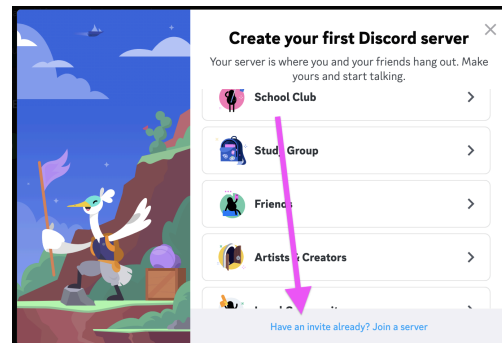 Create your first Discord server
Your server is where you and your friends hang out. Make
yours and start talking.
School Club
Study Group
Friends
Artists & Creators
Have an invite already? Join a server